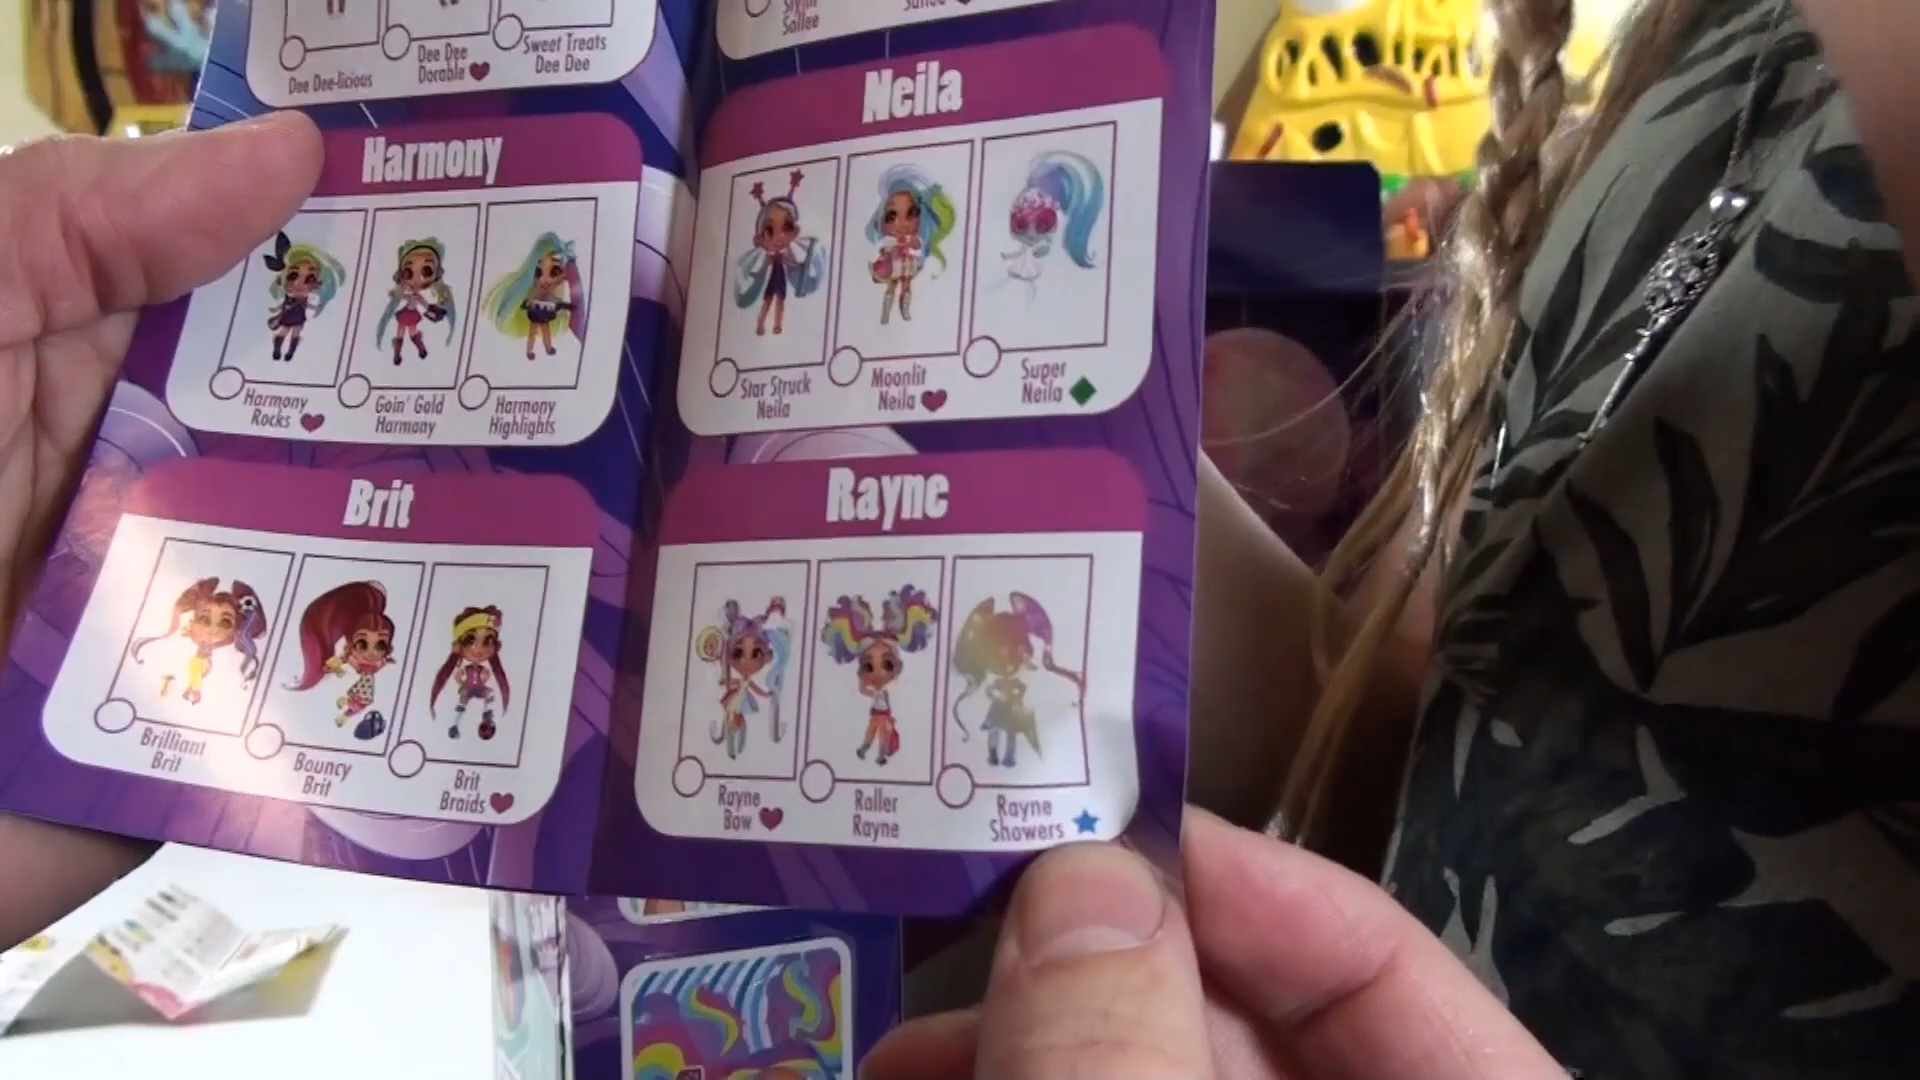 Dee Dee-licious
Dee Dee
Dorable
Sweet Treats
Dee Dee
Harmony
Harmony
Rocks
Goin' Gold
Harmony
Harmony
Highlights
Brit
Brilliant
Brit
Bouncy
Brit
Brit
Braids
Sallee
Neila
Star Struck
Neila
Moonlit
Neila
Super
Neila
Rayne
Rayne
Bow
Roller
Rayne
Rayne
Showers